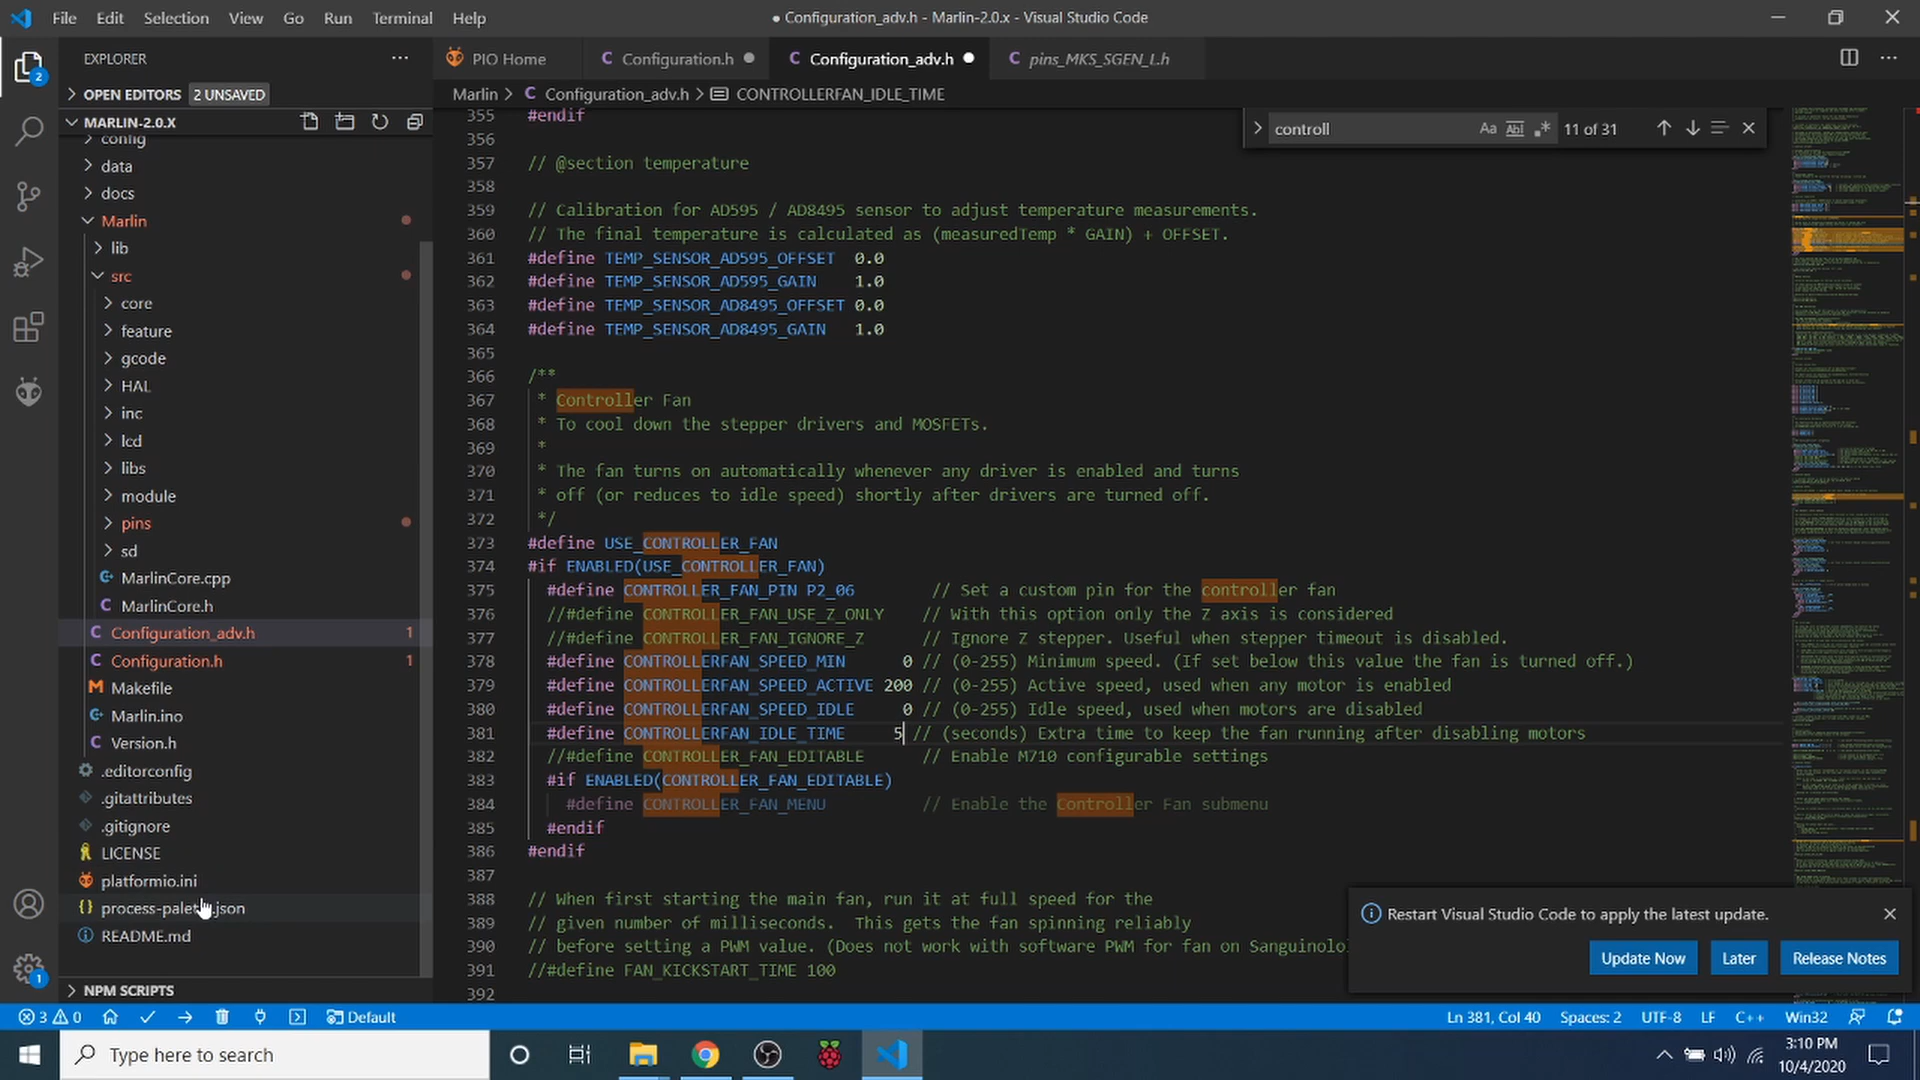 File Edit Selection View Go Run Terminal Help
● Configuration_adv.h - Marlin-2.0.x - Visual Studio Code
EXPLORER
PIO Home
Configuration.h
Configuration_adv.h
pins_MKS_SGEN_L.h
2
OPEN EDITORS 2 UNSAVED
MARLIN-2.0.X
config
data
docs
Marlin
lib
src
core
feature
gcode
HAL
inc
lcd
libs
module
pins
sd
MarlinCore.cpp
MarlinCore.h
Configuration_adv.h 1
Configuration.h 1
Makefile
Marlin.ino
Version.h
.editorconfig
.gitattributes
.gitignore
LICENSE
platformio.ini
process-palet .json
README.md
NPM SCRIPTS
1
Marlin > C Configuration_adv.h > CONTROLLERFAN_IDLE_TIME
controll Aa Abl .* 11 of 31
355 #endif
356
357 // @section temperature
358
359 // Calibration for AD595 / AD8495 sensor to adjust temperature measurements.
360 // The final temperature is calculated as (measuredTemp * GAIN) + OFFSET.
361 #define TEMP_SENSOR_AD595_OFFSET 0.0
362 #define TEMP_SENSOR_AD595_GAIN 1.0
363 #define TEMP_SENSOR_AD8495_OFFSET 0.0
364 #define TEMP_SENSOR_AD8495_GAIN 1.0
365
366 /**
367 * Controller Fan
368 * To cool down the stepper drivers and MOSFETs.
369 *
370 * The fan turns on automatically whenever any driver is enabled and turns
371 * off (or reduces to idle speed) shortly after drivers are turned off.
372 */
373 #define USE_CONTROLLER_FAN
374 #if ENABLED(USE_CONTROLLER_FAN)
375 #define CONTROLLER_FAN_PIN P2_06 // Set a custom pin for the controller fan
376 //#define CONTROLLER_FAN_USE_Z_ONLY // With this option only the Z axis is considered
377 //#define CONTROLLER_FAN_IGNORE_Z // Ignore Z stepper. Useful when stepper timeout is disabled.
378 #define CONTROLLERFAN_SPEED_MIN 0 // (0-255) Minimum speed. (If set below this value the fan is turned off.)
379 #define CONTROLLERFAN_SPEED_ACTIVE 200 // (0-255) Active speed, used when any motor is enabled
380 #define CONTROLLERFAN_SPEED_IDLE 0 // (0-255) Idle speed, used when motors are disabled
381 #define CONTROLLERFAN_IDLE_TIME 5 // (seconds) Extra time to keep the fan running after disabling motors
382 //#define CONTROLLER_FAN_EDITABLE // Enable M710 configurable settings
383 #if ENABLED(CONTROLLER_FAN_EDITABLE)
384 #define CONTROLLER_FAN_MENU // Enable the Controller Fan submenu
385 #endif
386 #endif
387
388 // When first starting the main fan, run it at full speed for the
389 // given number of milliseconds. This gets the fan spinning reliably
390 // before setting a PWM value. (Does not work with software PWM for fan on Sanguinolol
391 //#define FAN_KICKSTART_TIME 100
392
Restart Visual Studio Code to apply the latest update.
Update Now Later Release Notes
3 0 Default
Ln 381, Col 40 Spaces: 2 UTF-8 LF C++ Win32
Type here to search
3:10 PM
10/4/2020